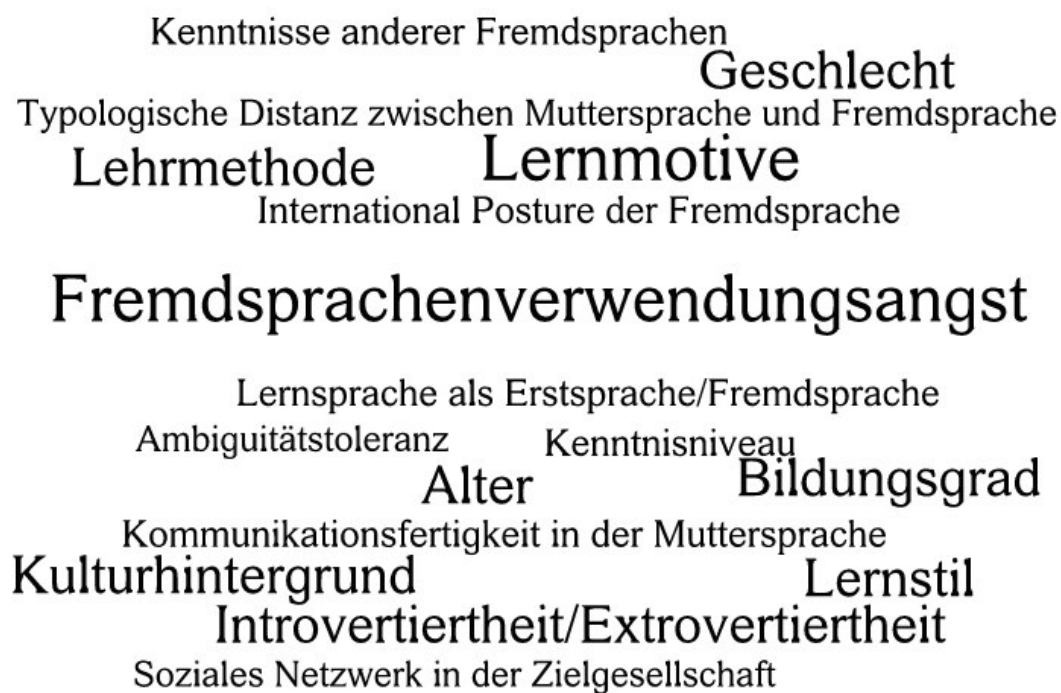 Kenntnisse anderer Fremdsprachen
Geschlecht
Typologische Distanz zwischen Muttersprache und Fremdsprache
Lehrmethode
Lernmotive
International Posture der Fremdsprache
Fremdsprachenverwendungsangst
Lernsprache als Erstsprache/Fremdsprache
Ambiguitätstoleranz
Kenntnisniveau
Alter
Bildungsgrad
Kommunikationsfertigkeit in der Muttersprache
Kulturhintergrund
Lernstil
Introvertiertheit/Extrovertiertheit
Soziales Netzwerk in der Zielgesellschaft